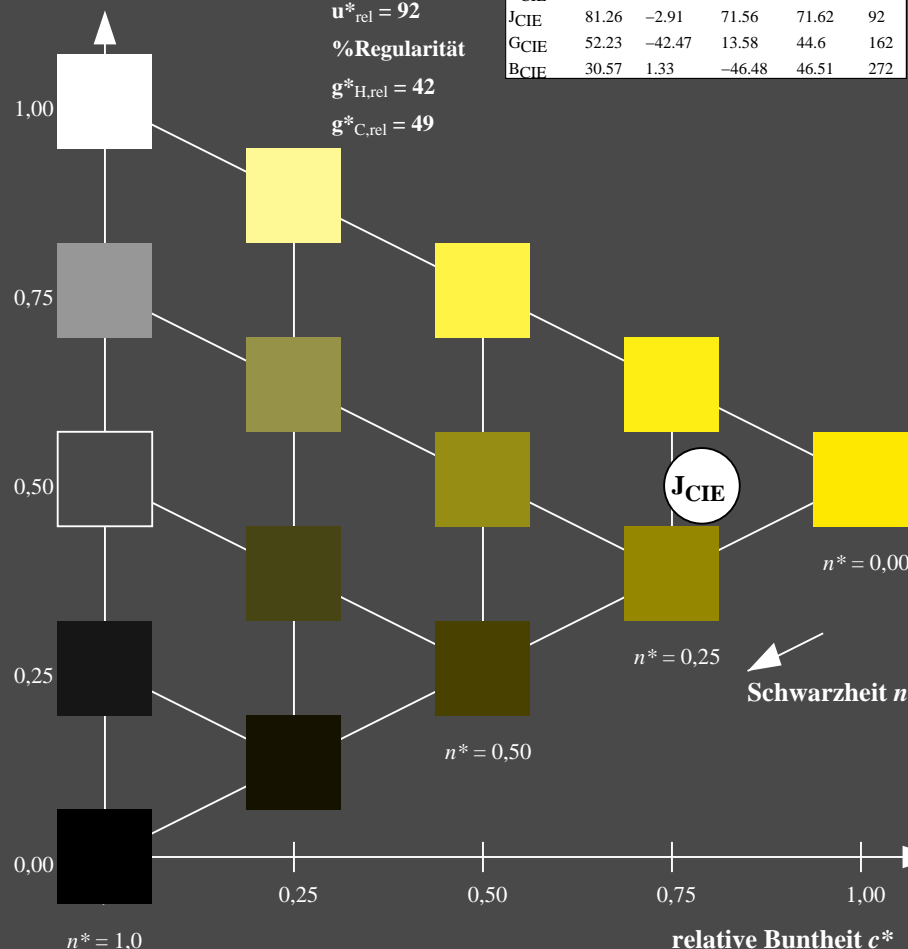 u*rel = 92
%Regularität
g*H,rel = 42
g*C,rel = 49
CIE
JCIE 81.26 −2.91 71.56 71.62 92
GCIE 52.23 −42.47 13.58 44.6 162
BCIE 30.57 1.33 −46.48 46.51 272
1,00
0,75
0,50
JCIE
n* = 0,00
0,25
n* = 0,25
Schwarzheit n
n* = 0,50
0,00
0,25 0,50 0,75 1,00
n* = 1,0
relative Buntheit c*